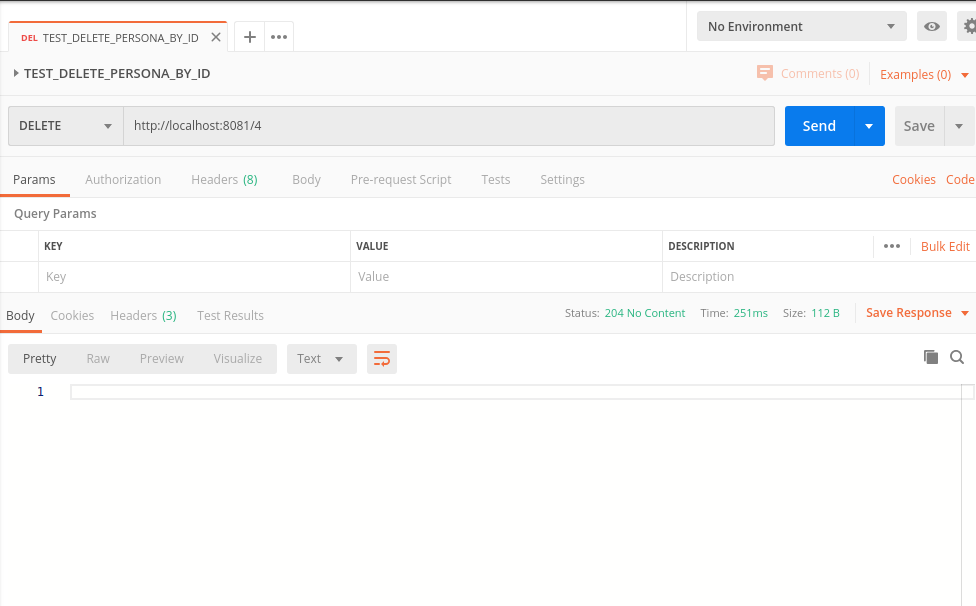 DEL TEST_DELETE_PERSONA_BY_ID
No Environment
TEST_DELETE_PERSONA_BY_ID
Comments (0) Examples (0)
DELETE http://localhost:8081/4 Send Save
Params Authorization Headers (8) Body Pre-request Script Tests Settings Cookies Code
Query Params
KEY VALUE DESCRIPTION Bulk Edit
Key Value Description
Body Cookies Headers (3) Test Results Status: 204 No Content Time: 251ms Size: 112 B Save Response
Pretty Raw Preview Visualize Text
1